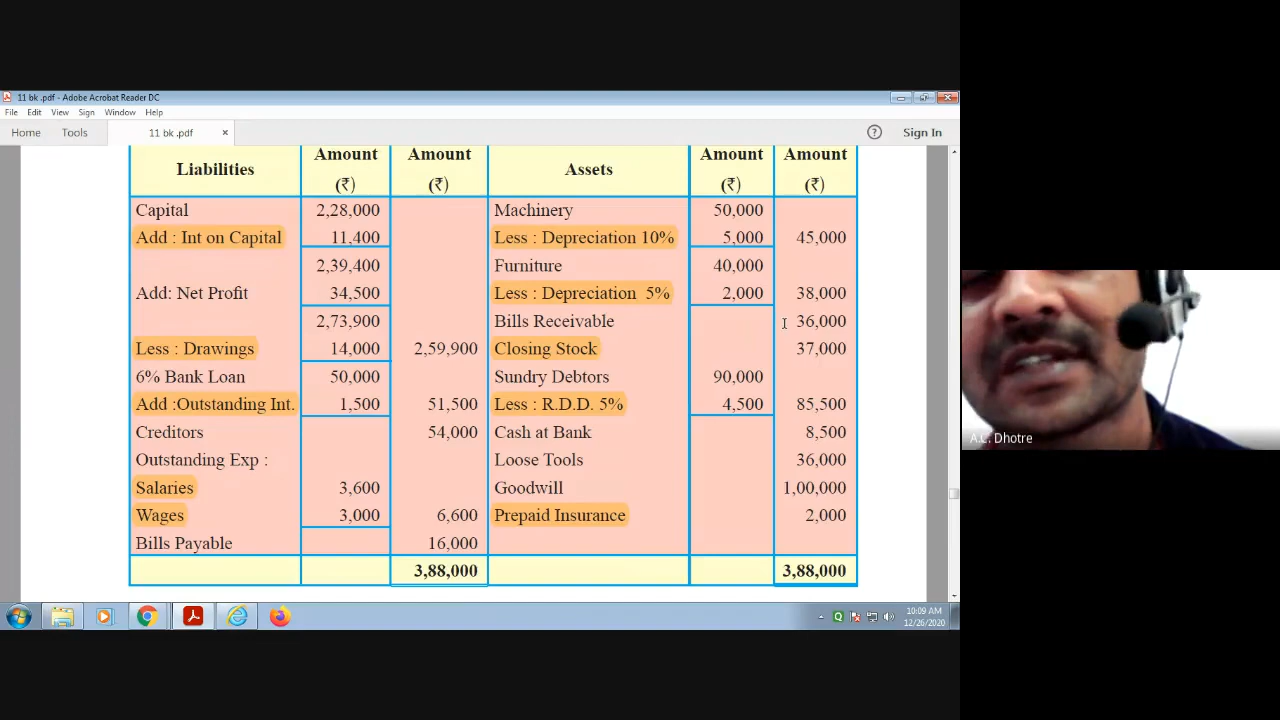 11 bk .pdf - Adobe Acrobat Reader DC
File Edit View Sign Window Help
Home Tools 11 bk .pdf × ? Sign In
Liabilities Amount (₹) Amount (₹) Assets Amount (₹) Amount (₹)
Capital 2,28,000 Machinery 50,000
Add : Int on Capital 11,400 Less : Depreciation 10% 5,000 45,000
2,39,400 Furniture 40,000
Add: Net Profit 34,500 Less : Depreciation 5% 2,000 38,000
2,73,900 Bills Receivable 36,000
Less : Drawings 14,000 2,59,900 Closing Stock 37,000
6% Bank Loan 50,000 Sundry Debtors 90,000
Add :Outstanding Int. 1,500 51,500 Less : R.D.D. 5% 4,500 85,500
Creditors 54,000 Cash at Bank 8,500
Outstanding Exp : Loose Tools 36,000
Salaries 3,600 Goodwill 1,00,000
Wages 3,000 6,600 Prepaid Insurance 2,000
Bills Payable 16,000
3,88,000 3,88,000
A.C. Dhotre
10:09 AM
12/26/2020